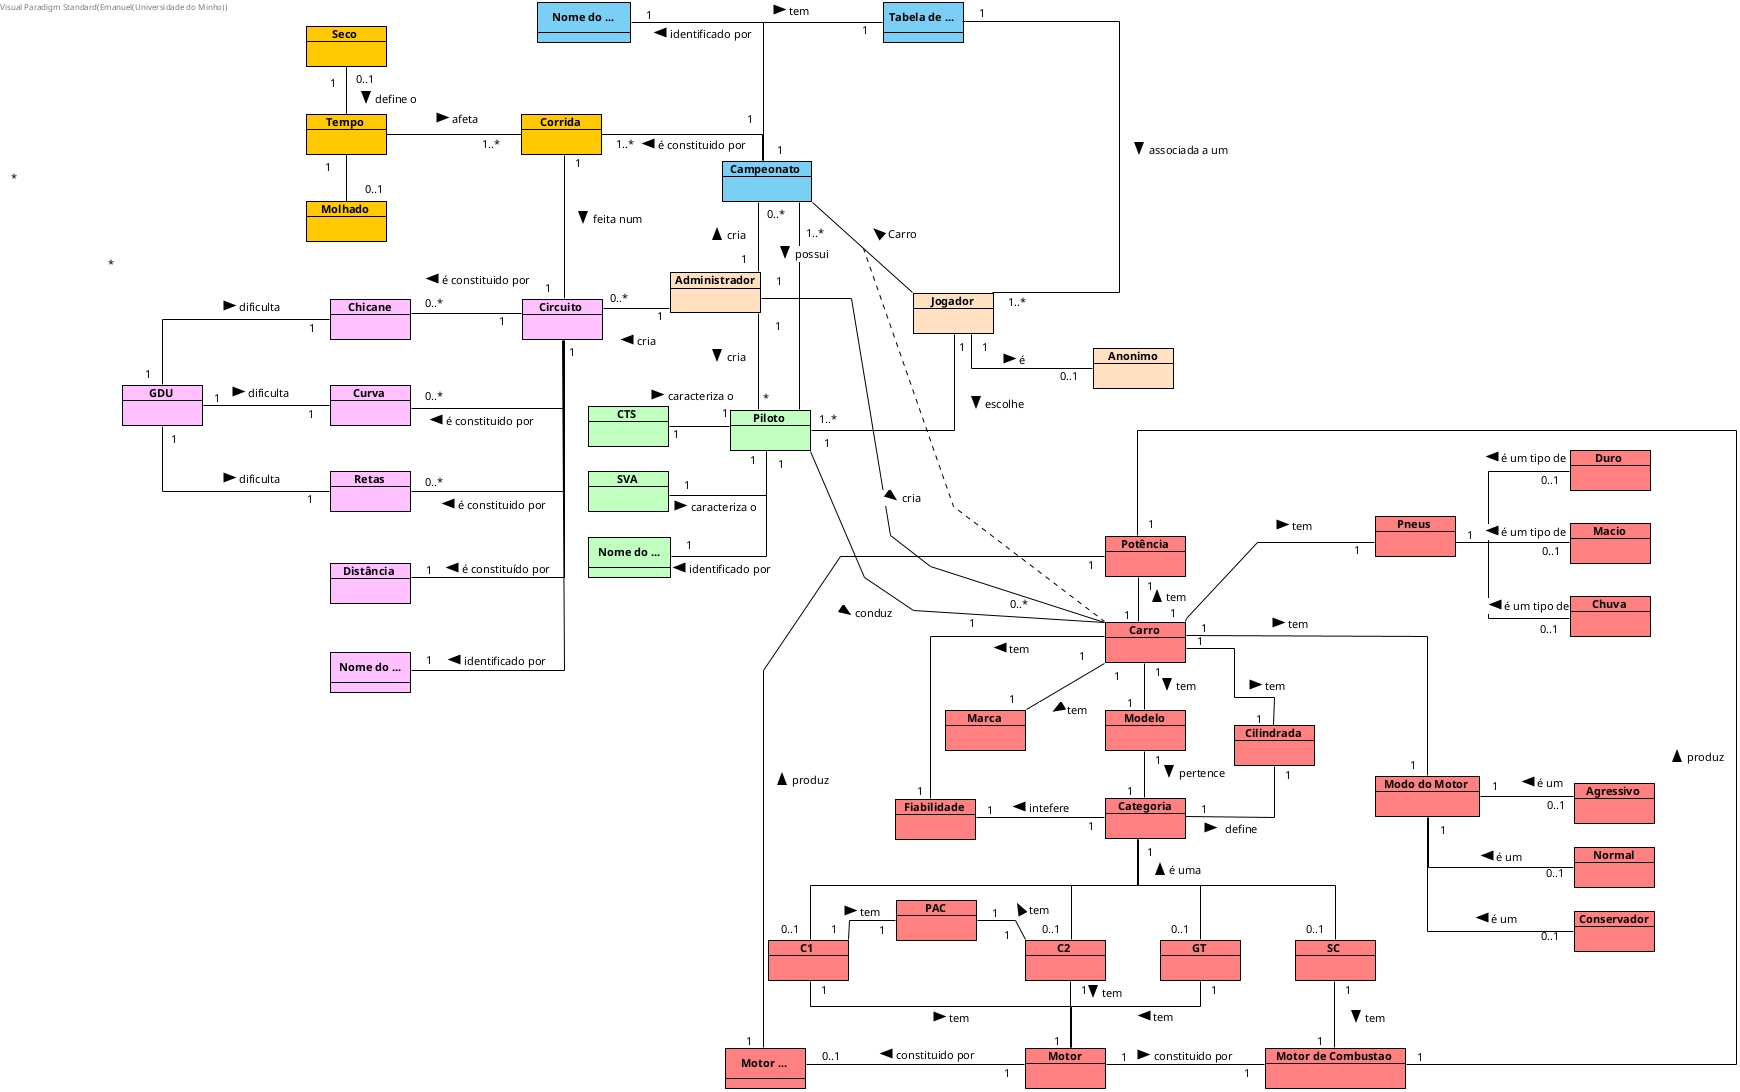 Visual Paradigm Standard(Emanuel(Universidade do Minho))
Nome do ...
1
tem
Tabela de ...
1
identificado por
1
Seco
1
0..1
define o
Tempo
afeta
1..*
Corrida
1..*
é constituido por
1
1
associada a um
1
0..1
1
*
Campeonato
Molhado
feita num
0..*
1..*
cria
possui
Carro
1
*
é constituido por
dificulta
Chicane
0..*
1
1
Circuito
0..*
1
Administrador
1
Jogador
1..*
1
cria
1
1
cria
1
1
é
Anonimo
0..1
1
GDU
1
dificulta
1
Curva
0..*
é constituido por
caracteriza o
*
escolhe
CTS
1
1
Piloto
1..*
1
1
dificulta
1
Retas
0..*
é constituido por
1
1
SVA
1
caracteriza o
cria
é um tipo de
Duro
0..1
Nome do ...
1
identificado por
Potência
1
1
tem
1
Pneus
1
é um tipo de
Macio
0..1
Distância
1
é constituído por
1
tem
conduz
0..*
1
1
é um tipo de
Chuva
0..1
Carro
1
tem
1
1
tem
1
Nome do ...
1
identificado por
1
1
tem
tem
1
Marca
tem
1
Modelo
1
Cilindrada
1
pertence
1
produz
produz
1
Modo do Motor
1
é um
Agressivo
0..1
1
Fiabilidade
1
intefere
1
1
Categoria
1
define
1
é um
Normal
0..1
1
é uma
é um
Conservador
0..1
tem
PAC
1
tem
0..1
1
1
1
0..1
0..1
0..1
C1
C2
GT
SC
1
1
tem
1
1
tem
tem
tem
1
1
1
Motor ...
0..1
constituido por
1
Motor
1
constituido por
1
Motor de Combustao
1